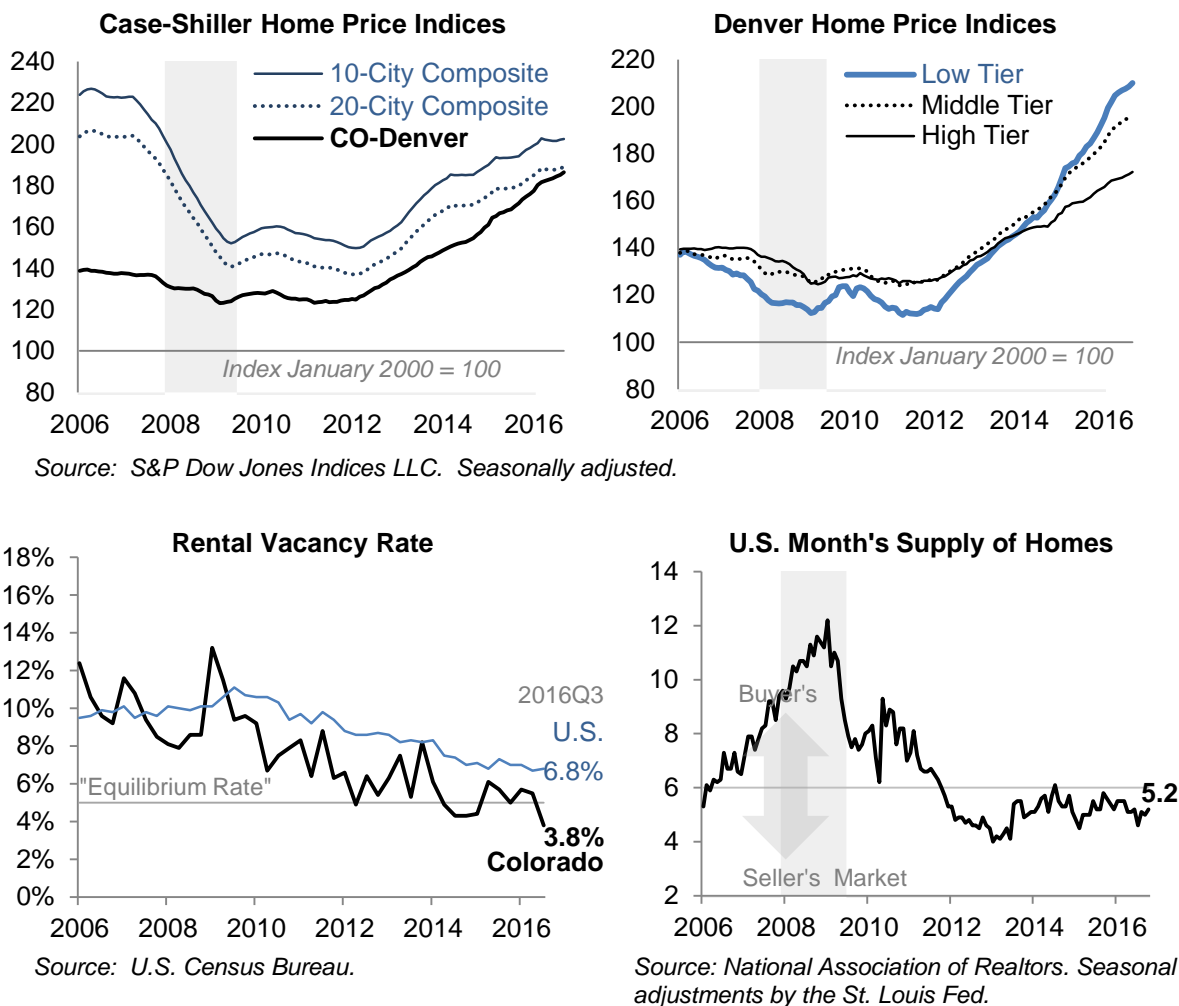 Case-Shiller Home Price Indices
240
220
200
180
160
140
120
100
80
10-City Composite
20-City Composite
CO-Denver
Index January 2000 = 100
2006 2008 2010 2012 2014 2016
Denver Home Price Indices
220
200
180
160
140
120
100
80
Low Tier
Middle Tier
High Tier
Index January 2000 = 100
2006 2008 2010 2012 2014 2016
Source: S&P Dow Jones Indices LLC. Seasonally adjusted.
Rental Vacancy Rate
18%
16%
14%
12%
10%
8%
6%
4%
2%
0%
2016Q3
U.S.
6.8%
"Equilibrium Rate"
3.8%
Colorado
2006 2008 2010 2012 2014 2016
Source: U.S. Census Bureau.
U.S. Month's Supply of Homes
14
12
10
8
6
4
2
Buyer's
5.2
Seller's Market
2006 2008 2010 2012 2014 2016
Source: National Association of Realtors. Seasonal
adjustments by the St. Louis Fed.